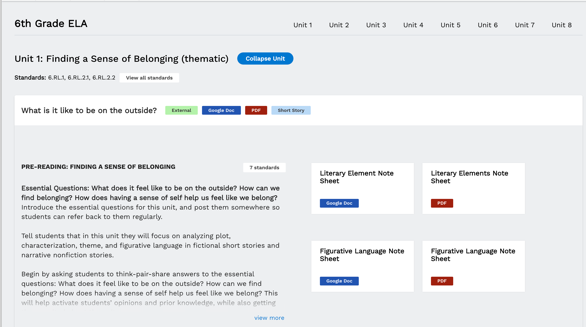 6th Grade ELA
Unit 1 Unit 2 Unit 3 Unit 4 Unit 5 Unit 6 Unit 7 Unit 8
Unit 1: Finding a Sense of Belonging (thematic) Collapse Unit
Standards: 6.RL.1, 6.RL.2.1, 6.RL.2.2 View all standards
What is it like to be on the outside? External Google Doc PDF Short Story
PRE-READING: FINDING A SENSE OF BELONGING 7 standards
Essential Questions: What does it feel like to be on the outside? How can we
find belonging? How does having a sense of self help us feel like we belong?
Introduce the essential questions for this unit, and post them somewhere so
students can refer back to them regularly.
Tell students that in this unit they will focus on analyzing plot,
characterization, theme, and figurative language in fictional short stories and
narrative nonfiction stories.
Begin by asking students to think-pair-share answers to the essential
questions: What does it feel like to be on the outside? How can we find
belonging? How does having a sense of self help us feel like we belong? This
will help activate students' opinions and prior knowledge, while also getting
view more
Literary Element Note
Sheet
Google Doc
Literary Elements Note
Sheet
PDF
Figurative Language Note
Sheet
Google Doc
Figurative Language Note
Sheet
PDF